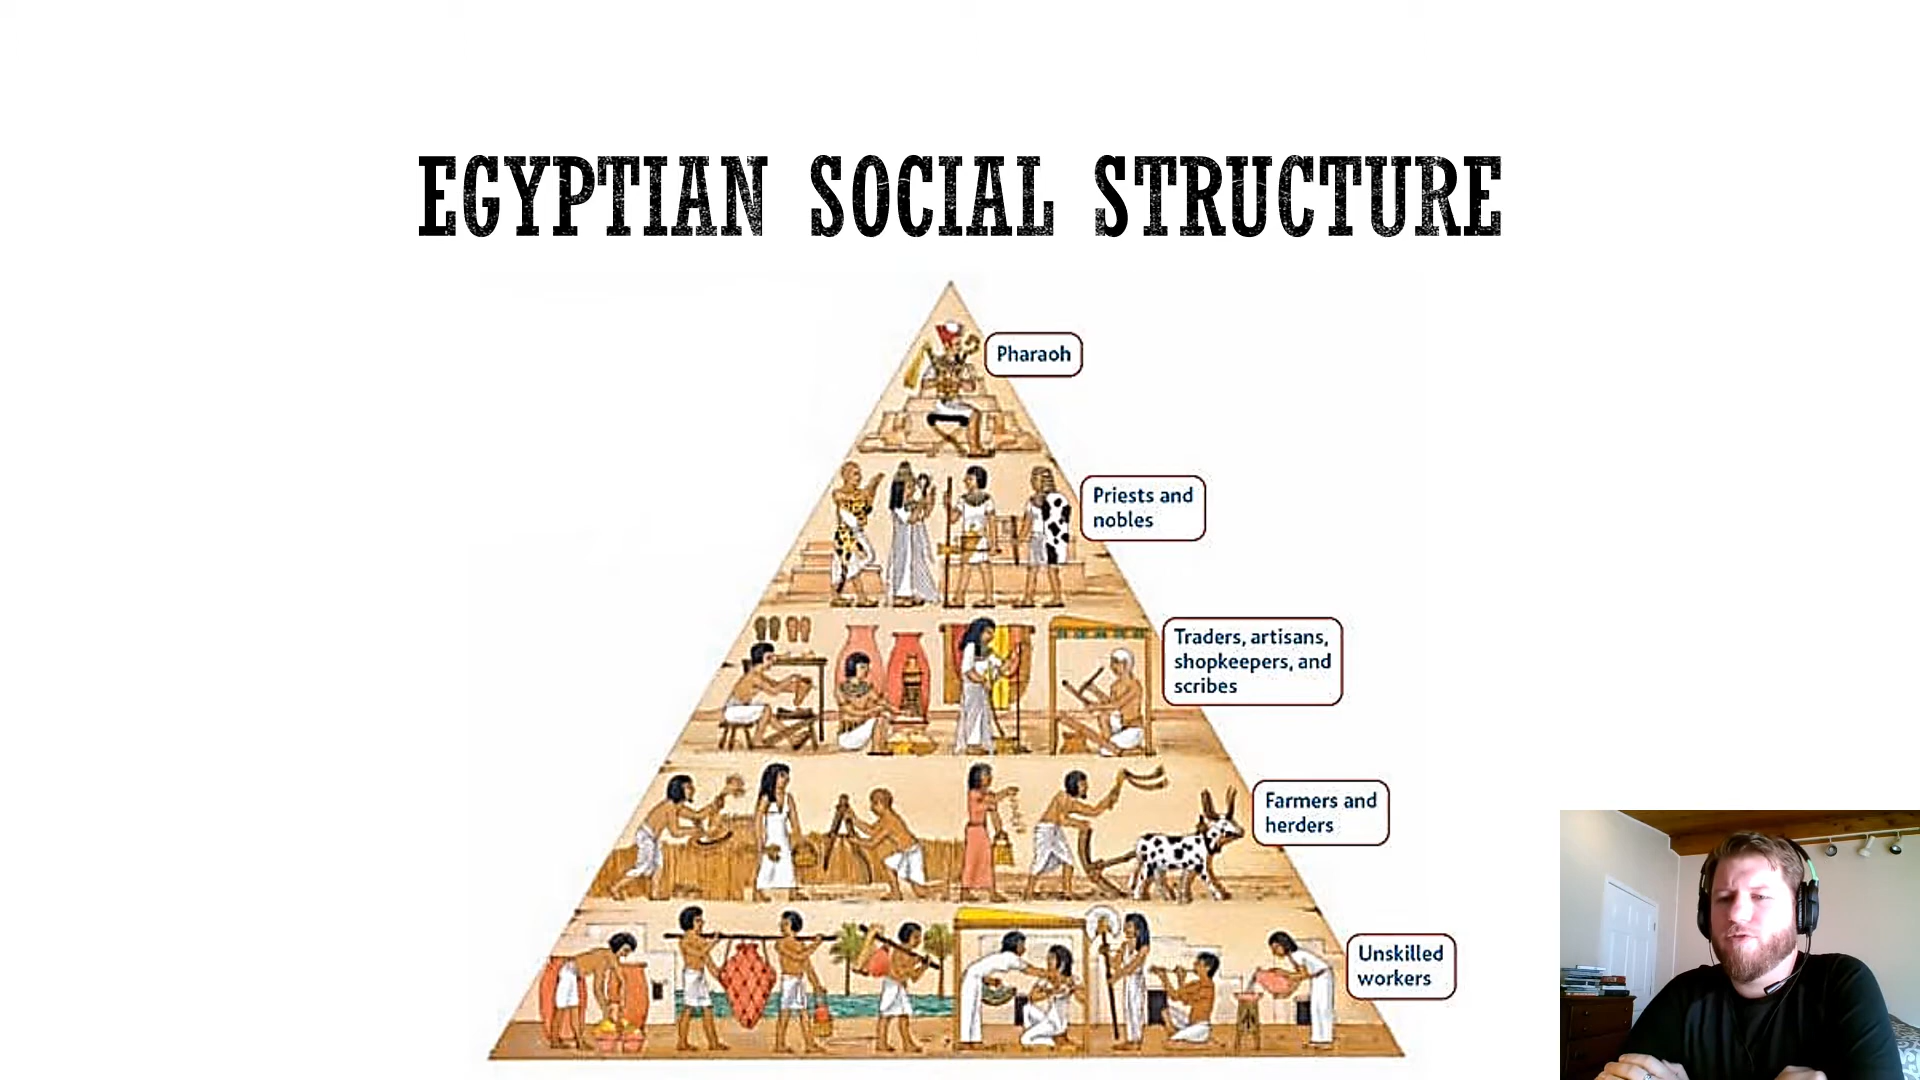 EGYPTIAN SOCIAL STRUCTURE
Pharaoh
Priests and
nobles
Traders, artisans,
shopkeepers, and
scribes
Farmers and
herders
Unskilled
workers